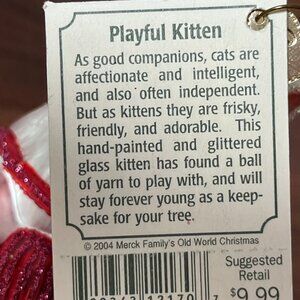 Playful Kitten
As good companions, cats are
affectionate and intelligent,
and also often independent.
But as kittens they are frisky,
friendly, and adorable. This
hand-painted and glittered
glass kitten has found a ball
of yarn to play with, and will
stay forever young as a keep-
sake for your tree.
© 2004 Merck Family's Old World Christmas
Suggested
Retail
$9.99